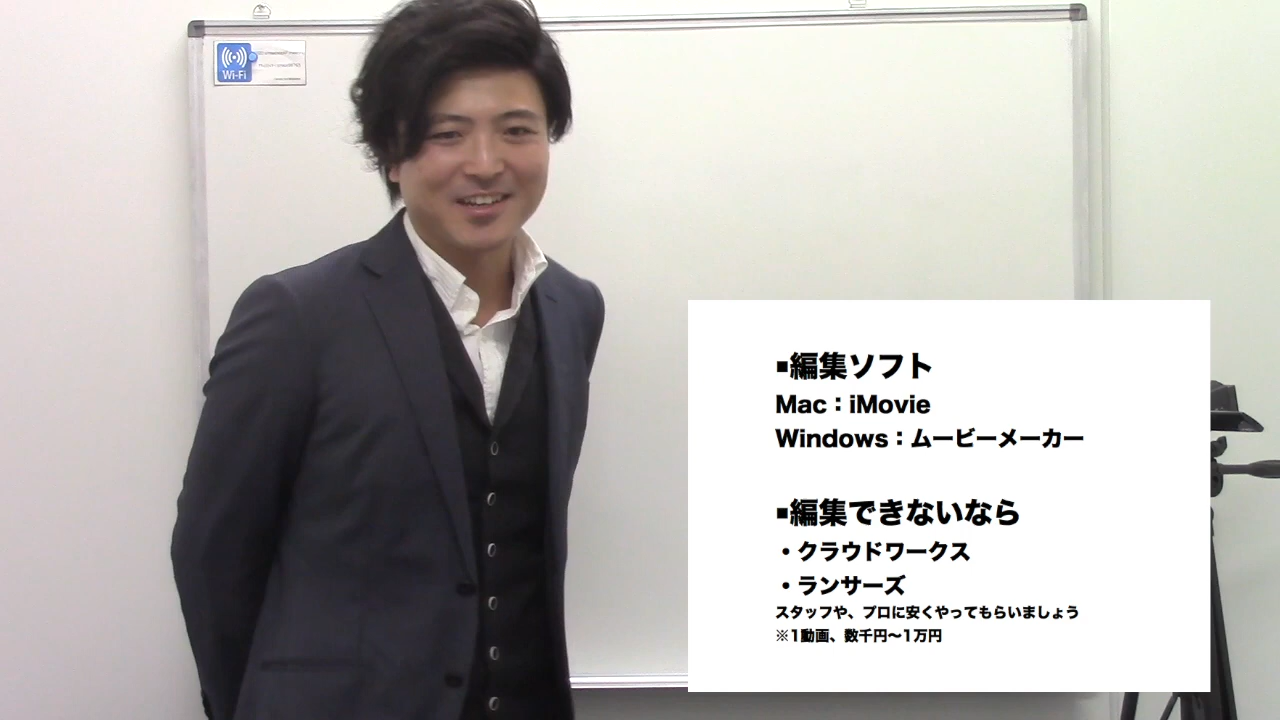 Wi-Fi
▪編集ソフト
Mac：iMovie
Windows：ムービーメーカー
▪編集できないなら
・クラウドワークス
・ランサーズ
スタッフや、プロに安くやってもらいましょう
※1動画、数千円〜1万円